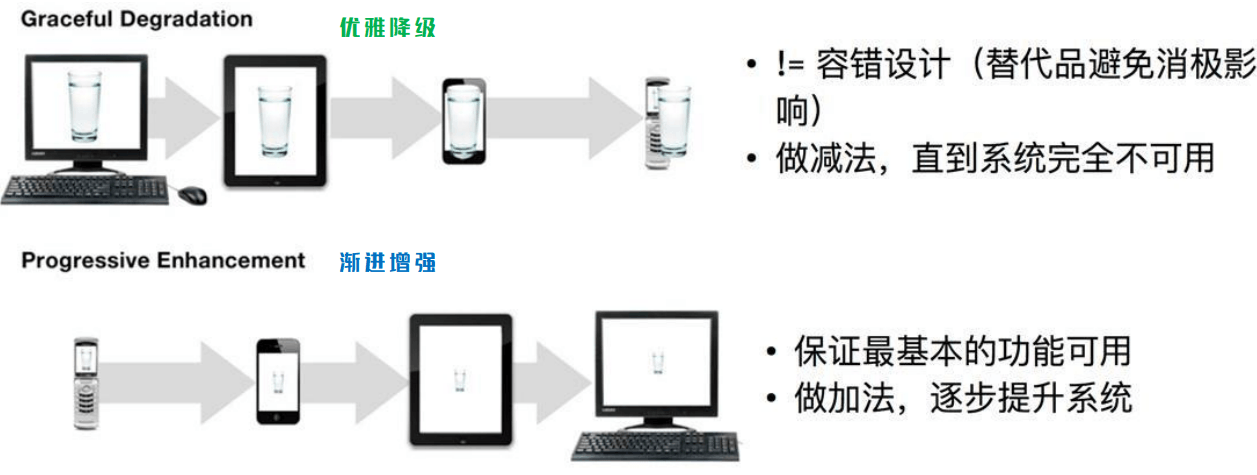 Graceful Degradation
优雅降级
• != 容错设计（替代品避免消极影
响）
• 做减法，直到系统完全不可用
Progressive Enhancement
渐进增强
• 保证最基本的功能可用
• 做加法，逐步提升系统